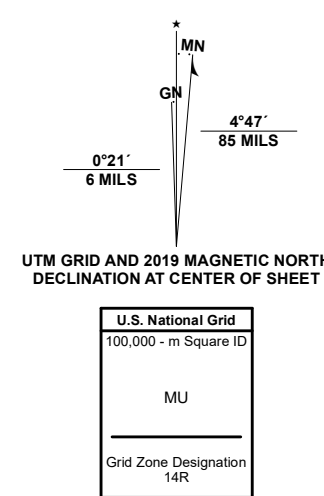 ★
MN
GN
4°47´
85 MILS
0°21´
6 MILS
UTM GRID AND 2019 MAGNETIC NORTH
DECLINATION AT CENTER OF SHEET
U.S. National Grid
100,000 - m Square ID
MU
Grid Zone Designation
14R